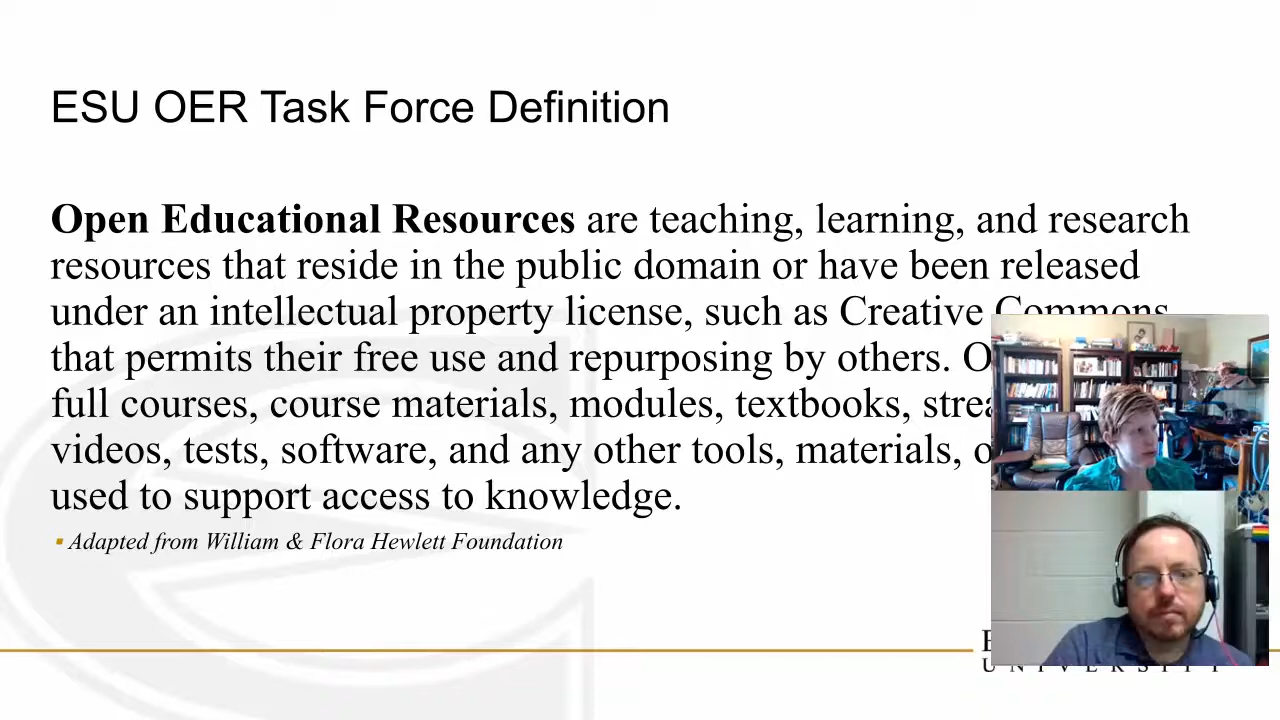 ESU OER Task Force Definition
Open Educational Resources are teaching, learning, and research
resources that reside in the public domain or have been released
under an intellectual property license, such as Creative Commons
that permits their free use and repurposing by others. O
full courses, course materials, modules, textbooks, strea
videos, tests, software, and any other tools, materials, o
used to support access to knowledge.
▪ Adapted from William & Flora Hewlett Foundation
E
UNIVERSITY